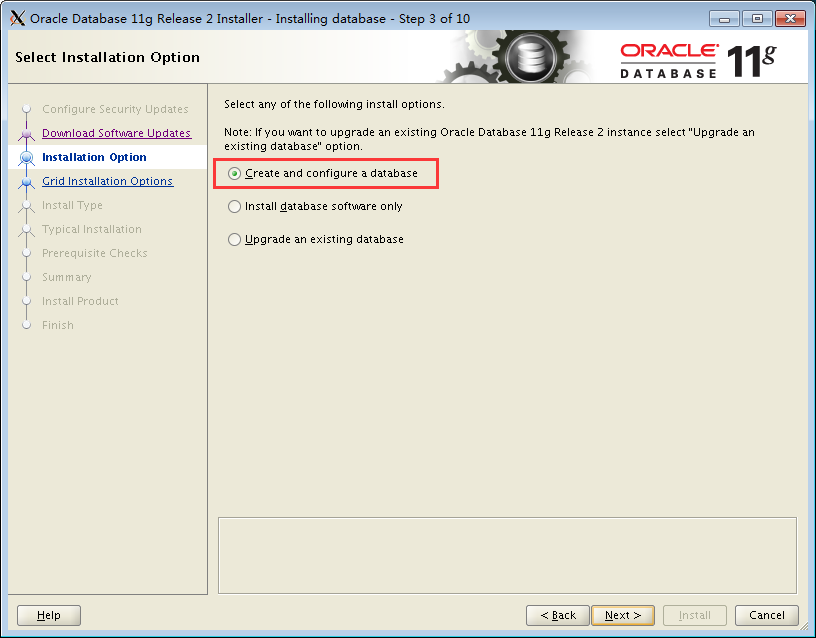 Oracle Database 11g Release 2 Installer - Installing database - Step 3 of 10
Select Installation Option
ORACLE
DATABASE
11g
Configure Security Updates
Download Software Updates
Installation Option
Grid Installation Options
Install Type
Typical Installation
Prerequisite Checks
Summary
Install Product
Finish
Select any of the following install options.
Note: If you want to upgrade an existing Oracle Database 11g Release 2 instance select "Upgrade an
existing database" option.
Create and configure a database
Install database software only
Upgrade an existing database
Help
< Back
Next >
Install
Cancel